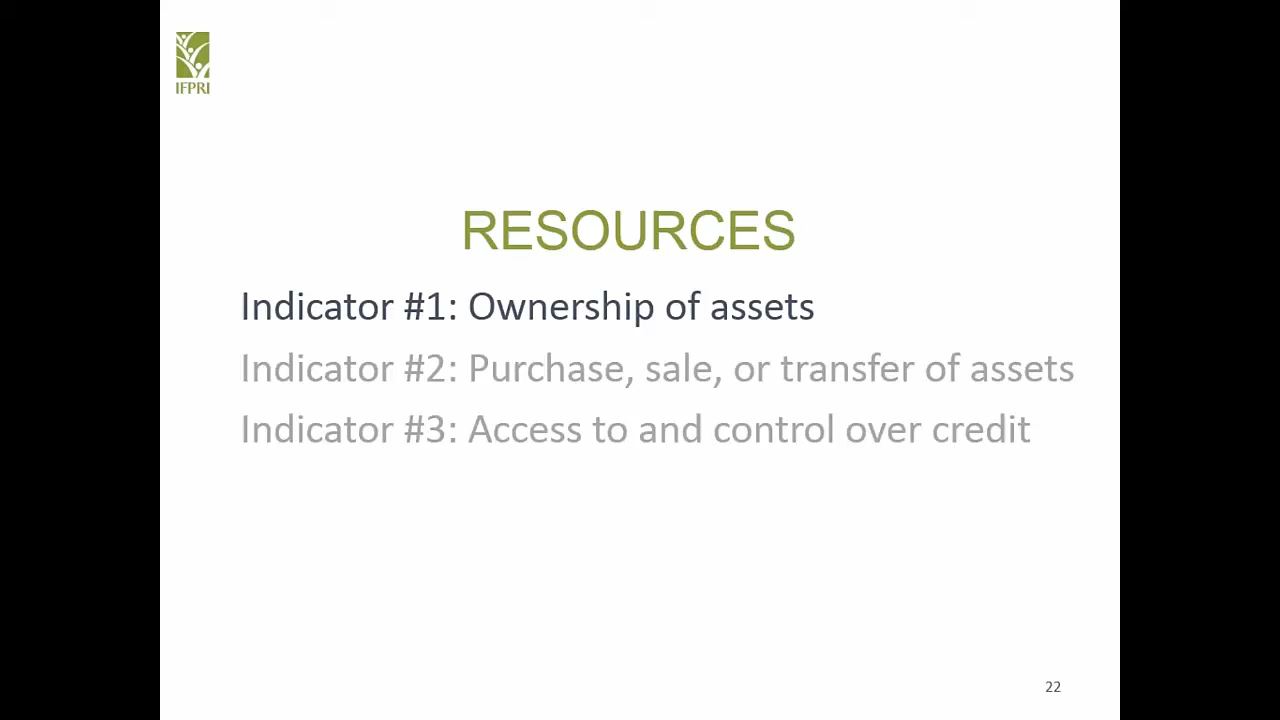 IFPRI
RESOURCES
Indicator #1: Ownership of assets
Indicator #2: Purchase, sale, or transfer of assets
Indicator #3: Access to and control over credit
22